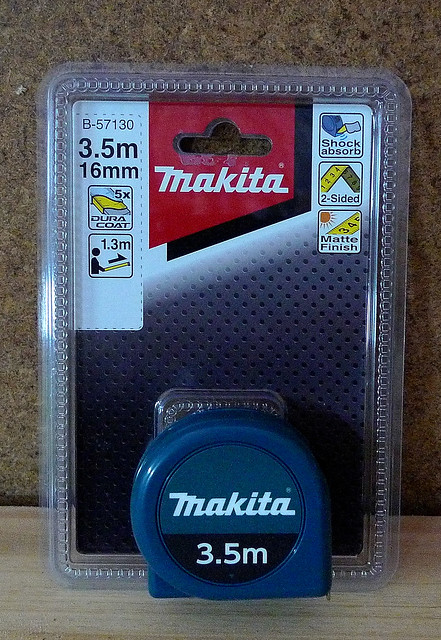 B-57130
3.5m
16mm
5x
DURA
COAT
1.3m
Makita®
Shock
absorb
2-Sided
Matte
Finish
Makita®
3.5m